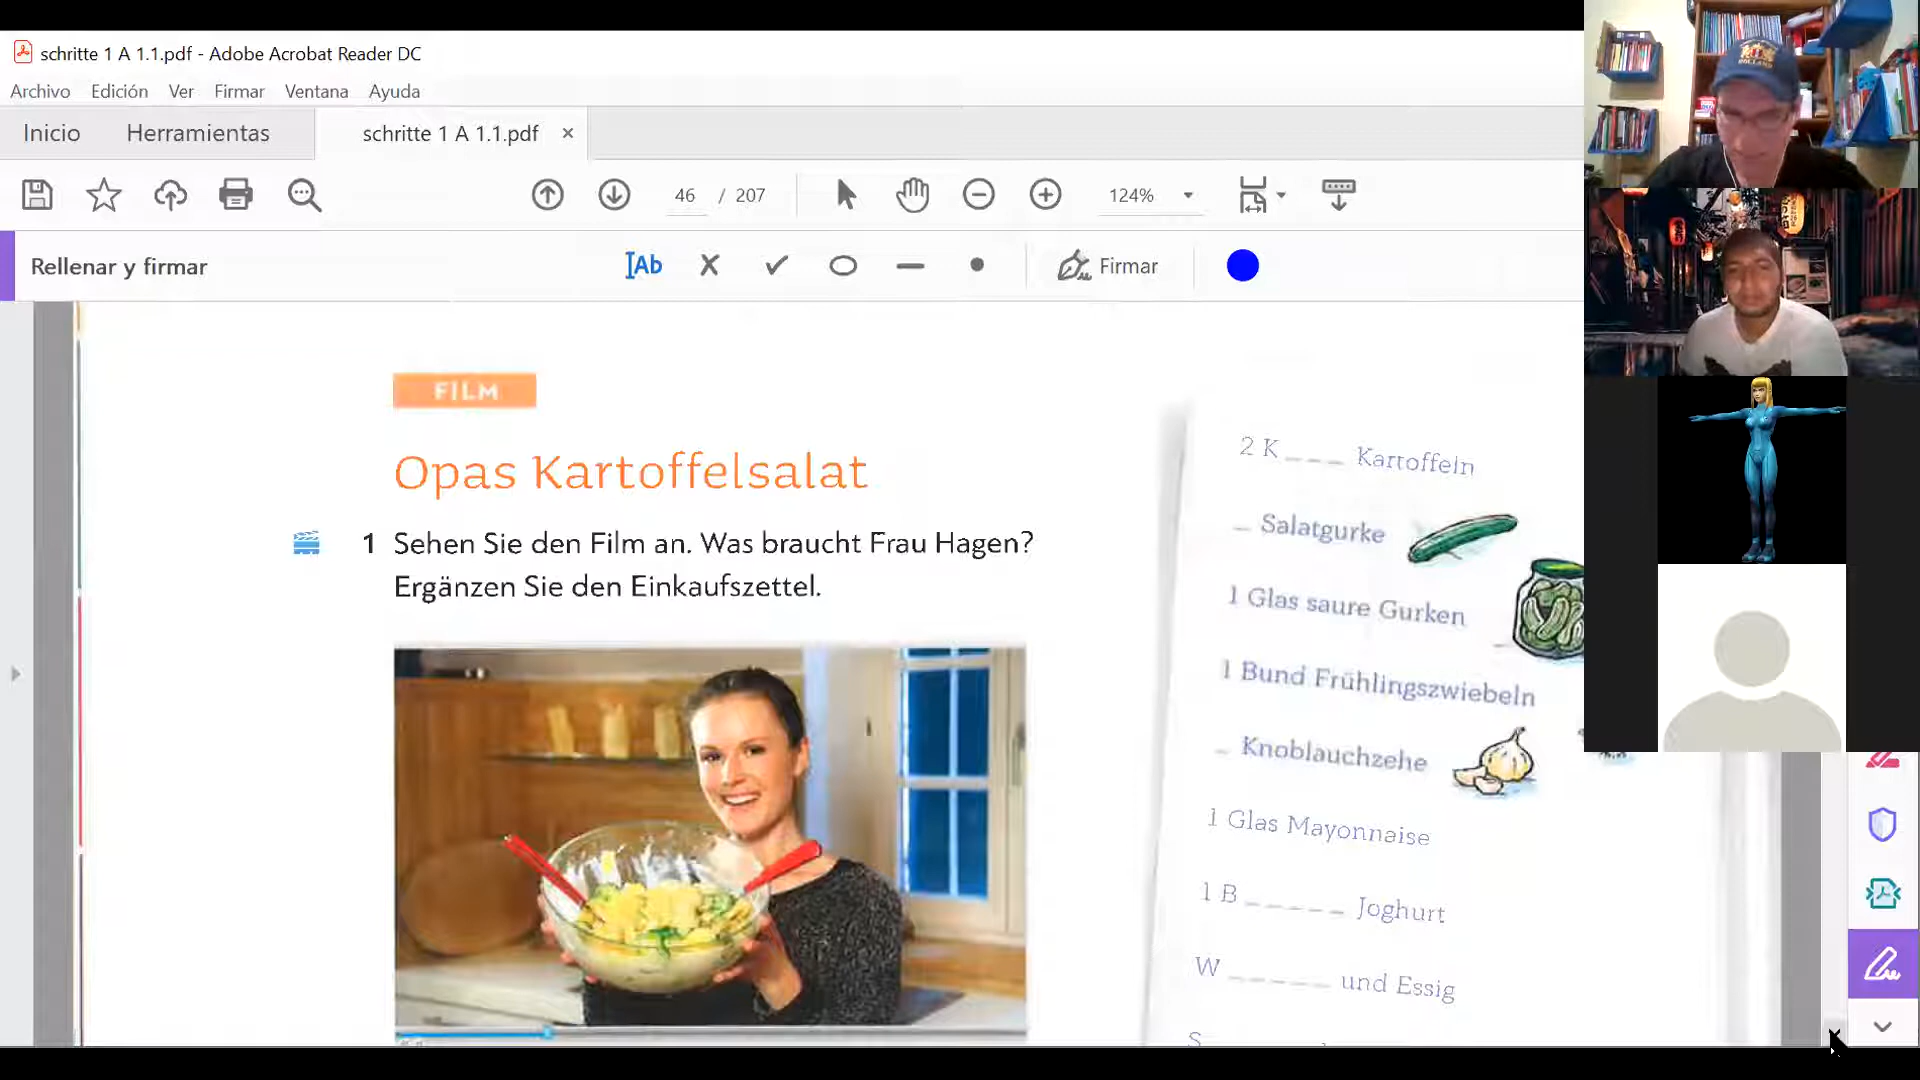 schritte 1 A 1.1.pdf - Adobe Acrobat Reader DC
Archivo Edición Ver Firmar Ventana Ayuda
Inicio Herramientas schritte 1 A 1.1.pdf ×
46 / 207 124%
Rellenar y firmar Ab Firmar
FILM
Opas Kartoffelsalat
1 Sehen Sie den Film an. Was braucht Frau Hagen?
Ergänzen Sie den Einkaufszettel.
2 K _ _ _ Kartoffeln
_ Salatgurke
1 Glas saure Gurken
1 Bund Frühlingszwiebeln
_ Knoblauchzehe
1 Glas Mayonnaise
1 B _ _ _ _ _ Joghurt
W _ _ _ _ _ und Essig
S
HOLLAND